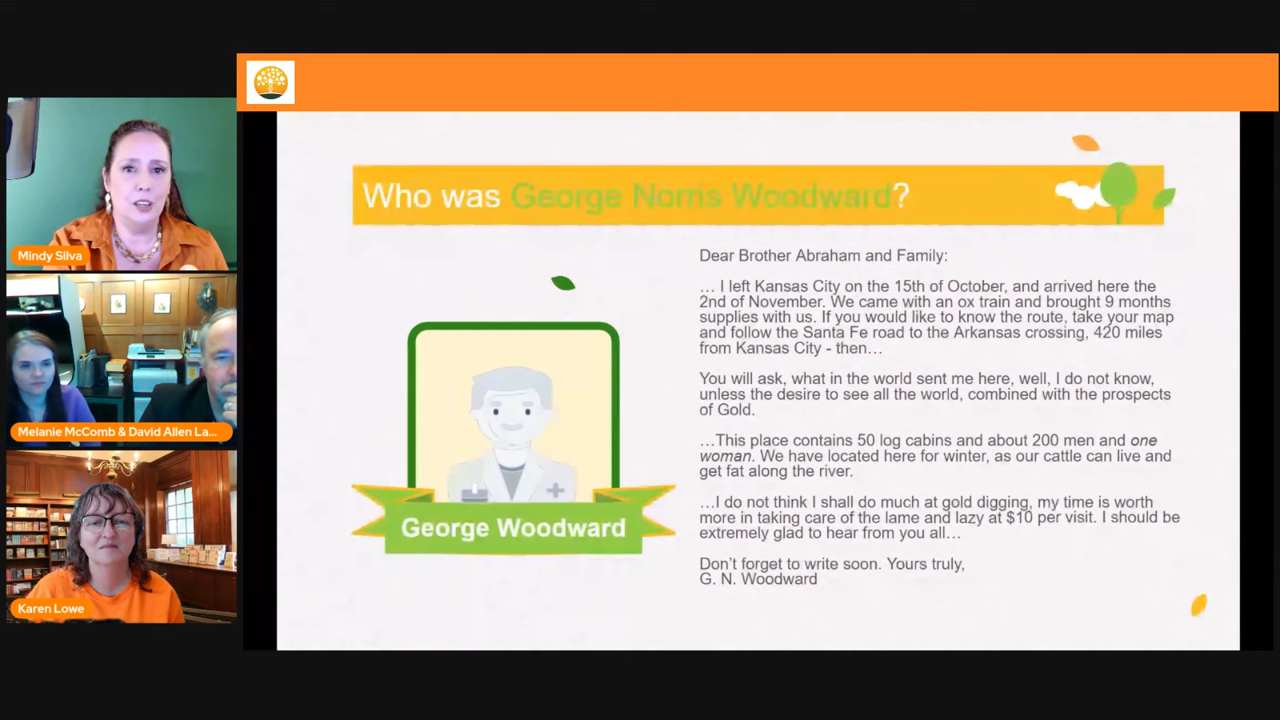 Who was George Norris Woodward?
Dear Brother Abraham and Family:
… I left Kansas City on the 15th of October, and arrived here the
2nd of November. We came with an ox train and brought 9 months
supplies with us. If you would like to know the route, take your map
and follow the Santa Fe road to the Arkansas crossing, 420 miles
from Kansas City - then…
You will ask, what in the world sent me here, well, I do not know,
unless the desire to see all the world, combined with the prospects
of Gold.
…This place contains 50 log cabins and about 200 men and one
woman. We have located here for winter, as our cattle can live and
get fat along the river.
…I do not think I shall do much at gold digging, my time is worth
more in taking care of the lame and lazy at $10 per visit. I should be
extremely glad to hear from you all…
Don’t forget to write soon. Yours truly,
G. N. Woodward
George Woodward
Mindy Silva
Melanie McComb & David Allen La...
Karen Lowe